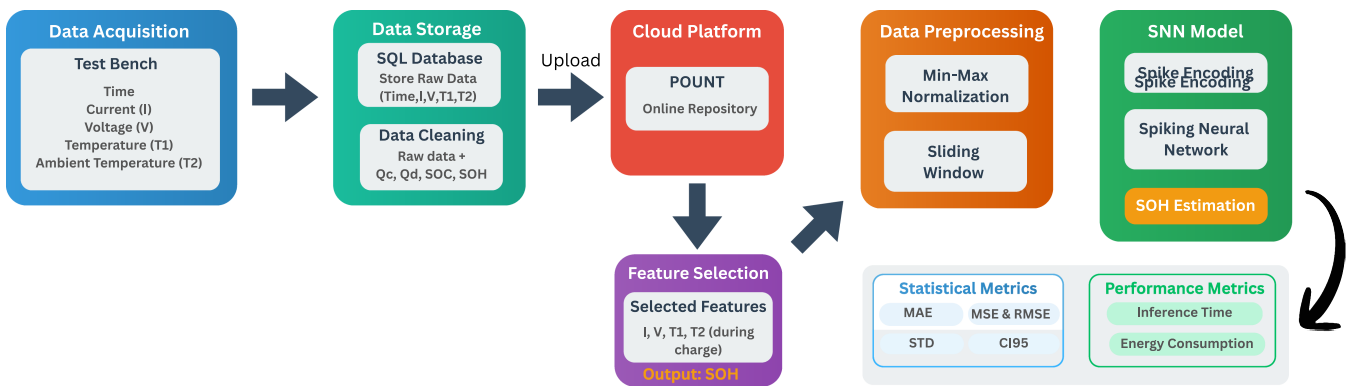 Data Acquisition
Test Bench
Time
Current (I)
Voltage (V)
Temperature (T1)
Ambient Temperature (T2)
Data Storage
SQL Database
Store Raw Data
(Time,I,V,T1,T2)
Data Cleaning
Raw data +
Qc, Qd, SOC, SOH
Upload
Cloud Platform
POUNT
Online Repository
Feature Selection
Selected Features
I, V, T1, T2 (during
charge)
Output: SOH
Data Preprocessing
Min-Max
Normalization
Sliding
Window
SNN Model
Spike Encoding
Spike Encoding
Spiking Neural
Network
SOH Estimation
Statistical Metrics
MAE
MSE & RMSE
STD
CI95
Performance Metrics
Inference Time
Energy Consumption